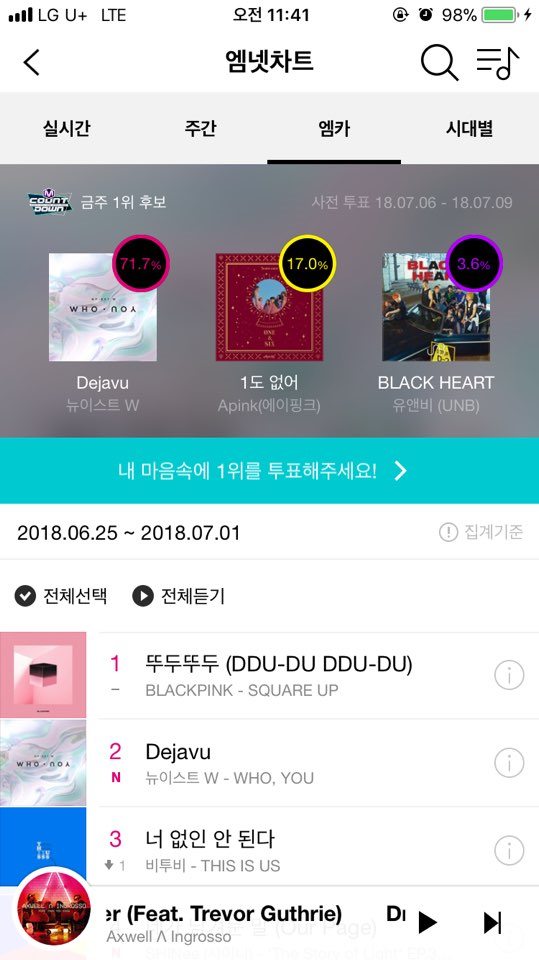 LG U+ LTE 오전 11:41 98%
엠넷차트
실시간 주간 엠카 시대별
M COUNT DOWN 금주 1위 후보 사전 투표 18.07.06 - 18.07.09
71.7% 17.0% 3.6%
WHO, YOU
ONE & SIX
BLACK HEART
Dejavu 1도 없어 BLACK HEART
뉴이스트 W Apink(에이핑크) 유앤비 (UNB)
내 마음속에 1위를 투표해주세요!
2018.06.25 ~ 2018.07.01 집계기준
전체선택 전체듣기
1 뚜두뚜두 (DDU-DU DDU-DU)
– BLACKPINK - SQUARE UP
2 Dejavu
N 뉴이스트 W - WHO, YOU
WHO, YOU
3 너 없인 안 된다
1 비투비 - THIS IS US
er (Feat. Trevor Guthrie)
AXWELL Λ INGROSSO
Axwell Λ Ingrosso